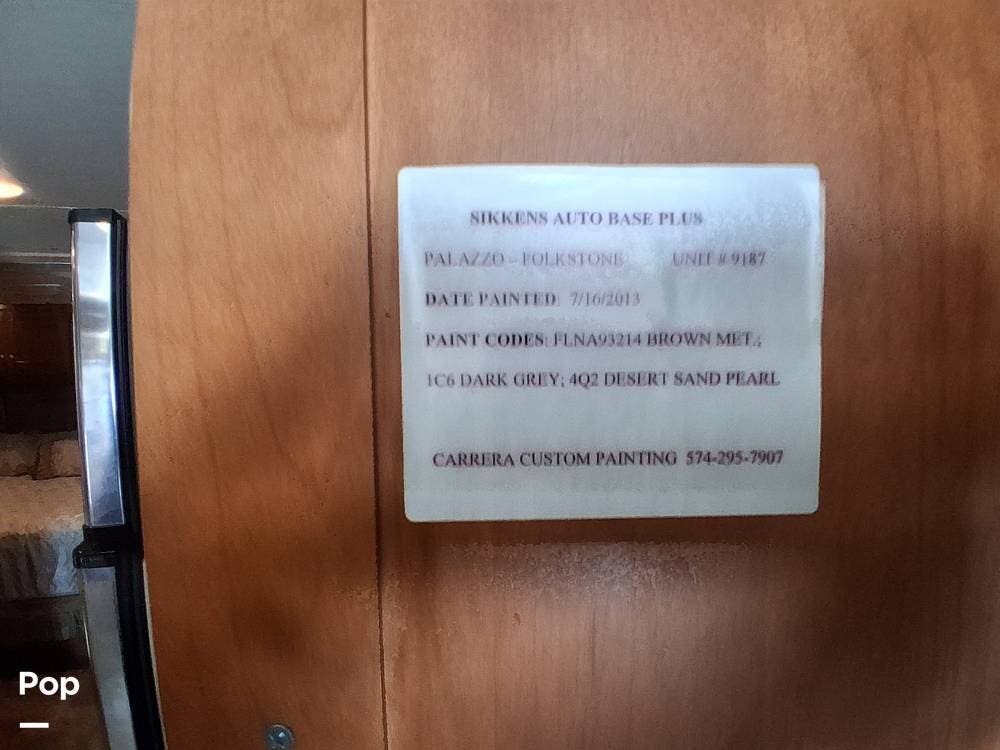 SIKKENS AUTO BASE PLUS
PALAZZO - FOLKSTONE UNIT # 9187
DATE PAINTED: 7/16/2013
PAINT CODES: FLNA93214 BROWN MET.;
1C6 DARK GREY; 4Q2 DESERT SAND PEARL
CARRERA CUSTOM PAINTING 574-295-7907
Pop